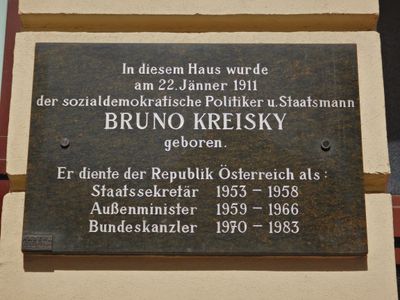 In diesem Haus wurde
am 22. Jänner 1911
der sozialdemokratische Politiker u. Staatsmann
BRUNO KREISKY
geboren.
Er diente der Republik Österreich als:
Staatssekretär 1953 – 1958
Außenminister 1959 – 1966
Bundeskanzler 1970 – 1983